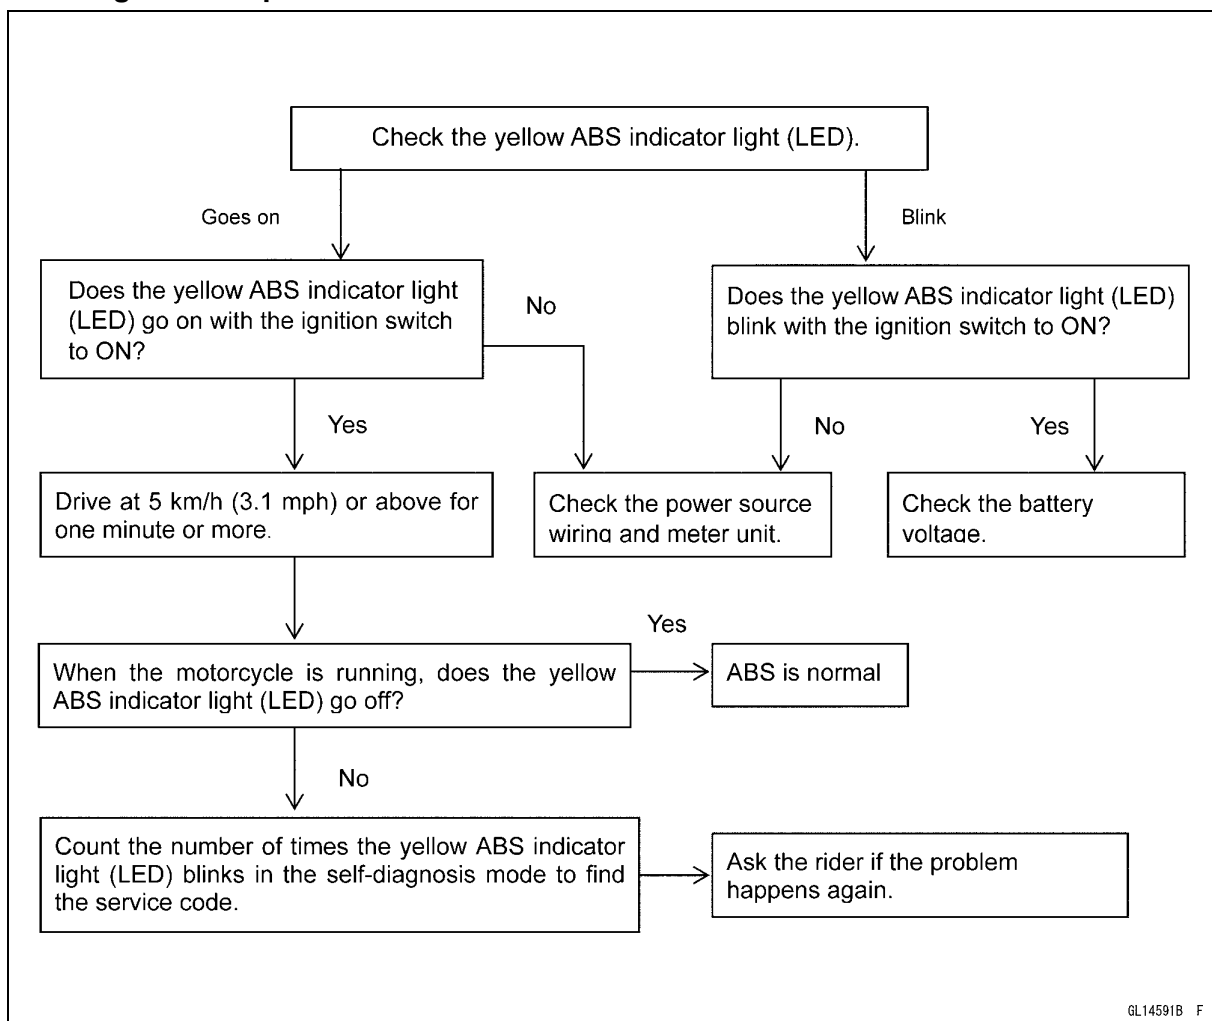 Check the yellow ABS indicator light (LED).
Goes on
Blink
Does the yellow ABS indicator light
(LED) go on with the ignition switch
to ON?
No
Does the yellow ABS indicator light (LED)
blink with the ignition switch to ON?
Yes
No
Yes
Drive at 5 km/h (3.1 mph) or above for
one minute or more.
Check the power source
wiring and meter unit.
Check the battery
voltage.
When the motorcycle is running, does the yellow
ABS indicator light (LED) go off?
Yes
ABS is normal
No
Count the number of times the yellow ABS indicator
light (LED) blinks in the self-diagnosis mode to find
the service code.
Ask the rider if the problem
happens again.
GL14591B F